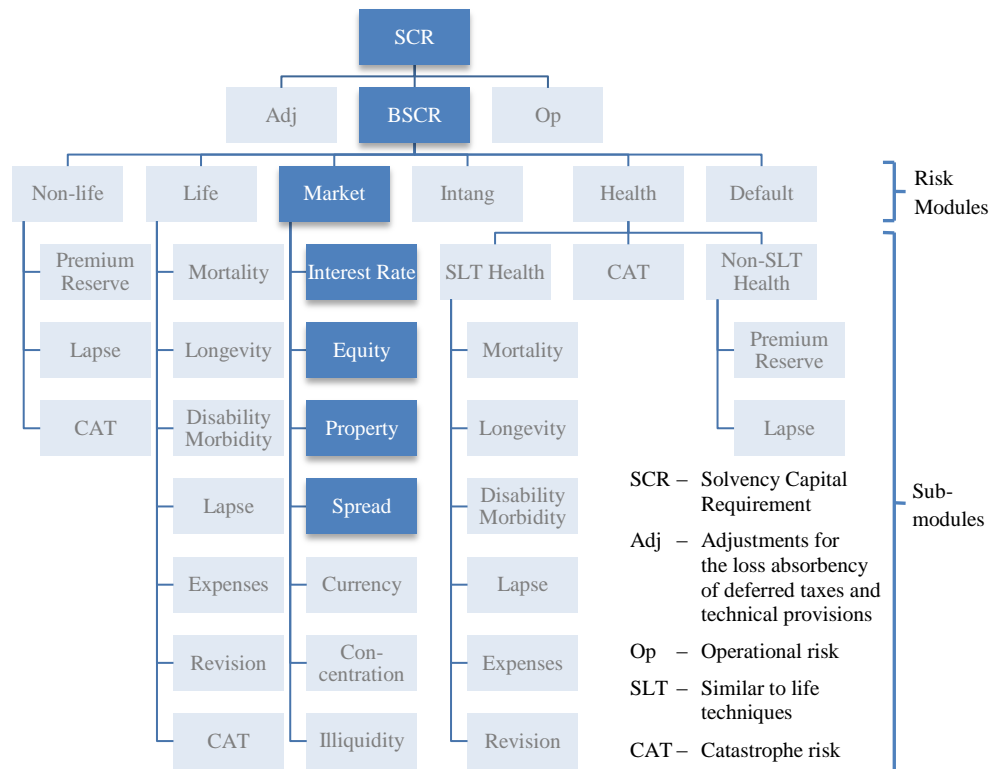 SCR
Adj
BSCR
Op
Non-life
Life
Market
Intang
Health
Default
Risk
Modules
Premium
Reserve
Mortality
Interest Rate
SLT Health
CAT
Non-SLT
Health
Lapse
Longevity
Equity
Mortality
Premium
Reserve
CAT
Disability
Morbidity
Property
Longevity
Lapse
Lapse
Spread
Disability
Morbidity
Expenses
Currency
Lapse
Revision
Con-
centration
Expenses
CAT
Illiquidity
Revision
SCR – Solvency Capital
Requirement
Adj – Adjustments for
the loss absorbency
of deferred taxes and
technical provisions
Op – Operational risk
SLT – Similar to life
techniques
CAT – Catastrophe risk
Sub-
modules